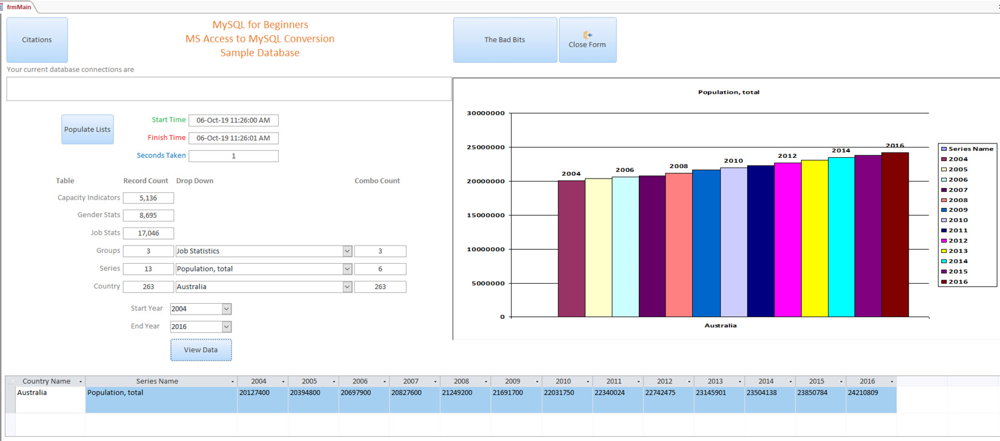 frmMain
Citations
MySQL for Beginners
MS Access to MySQL Conversion
Sample Database
The Bad Bits
Close Form
Your current database connections are
Populate Lists
Start Time 06-Oct-19 11:26:00 AM
Finish Time 06-Oct-19 11:26:01 AM
Seconds Taken 1
Table Record Count Drop Down Combo Count
Capacity Indicators 5,136
Gender Stats 8,695
Job Stats 17,046
Groups 3 Job Statistics 3
Series 13 Population, total 6
Country 263 Australia 263
Start Year 2004
End Year 2016
View Data
Population, total
30000000
25000000
20000000
15000000
10000000
5000000
0
2004 2006 2008 2010 2012 2014 2016
Australia
Series Name
2004
2005
2006
2007
2008
2009
2010
2011
2012
2013
2014
2015
2016
Country Name Series Name 2004 2005 2006 2007 2008 2009 2010 2011 2012 2013 2014 2015 2016
Australia Population, total 20127400 20394800 20697900 20827600 21249200 21691700 22031750 22340024 22742475 23145901 23504138 23850784 24210809